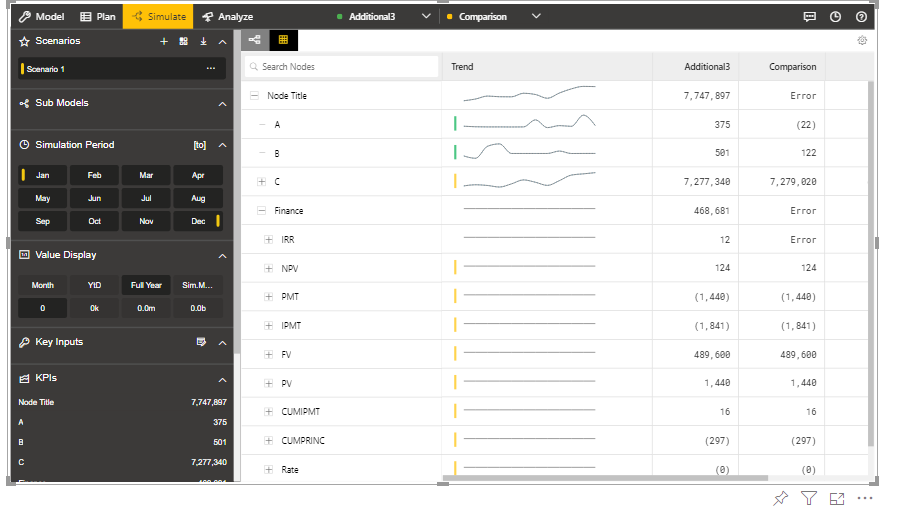 Model Plan Simulate Analyze Additional3 Comparison
Scenarios
Scenario 1
Sub Models
Simulation Period [to]
Jan Feb Mar Apr
May Jun Jul Aug
Sep Oct Nov Dec
Value Display
Month YtD Full Year Sim.M...
0 0k 0.0m 0.0b
Key Inputs
KPIs
Node Title 7,747,897
A 375
B 501
C 7,277,340
Search Nodes Trend Additional3 Comparison
Node Title 7,747,897 Error
A 375 (22)
B 501 122
C 7,277,340 7,279,020
Finance 468,681 Error
IRR 12 Error
NPV 124 124
PMT (1,440) (1,440)
IPMT (1,841) (1,841)
FV 489,600 489,600
PV 1,440 1,440
CUMIPMT 16 16
CUMPRINC (297) (297)
Rate (0) (0)